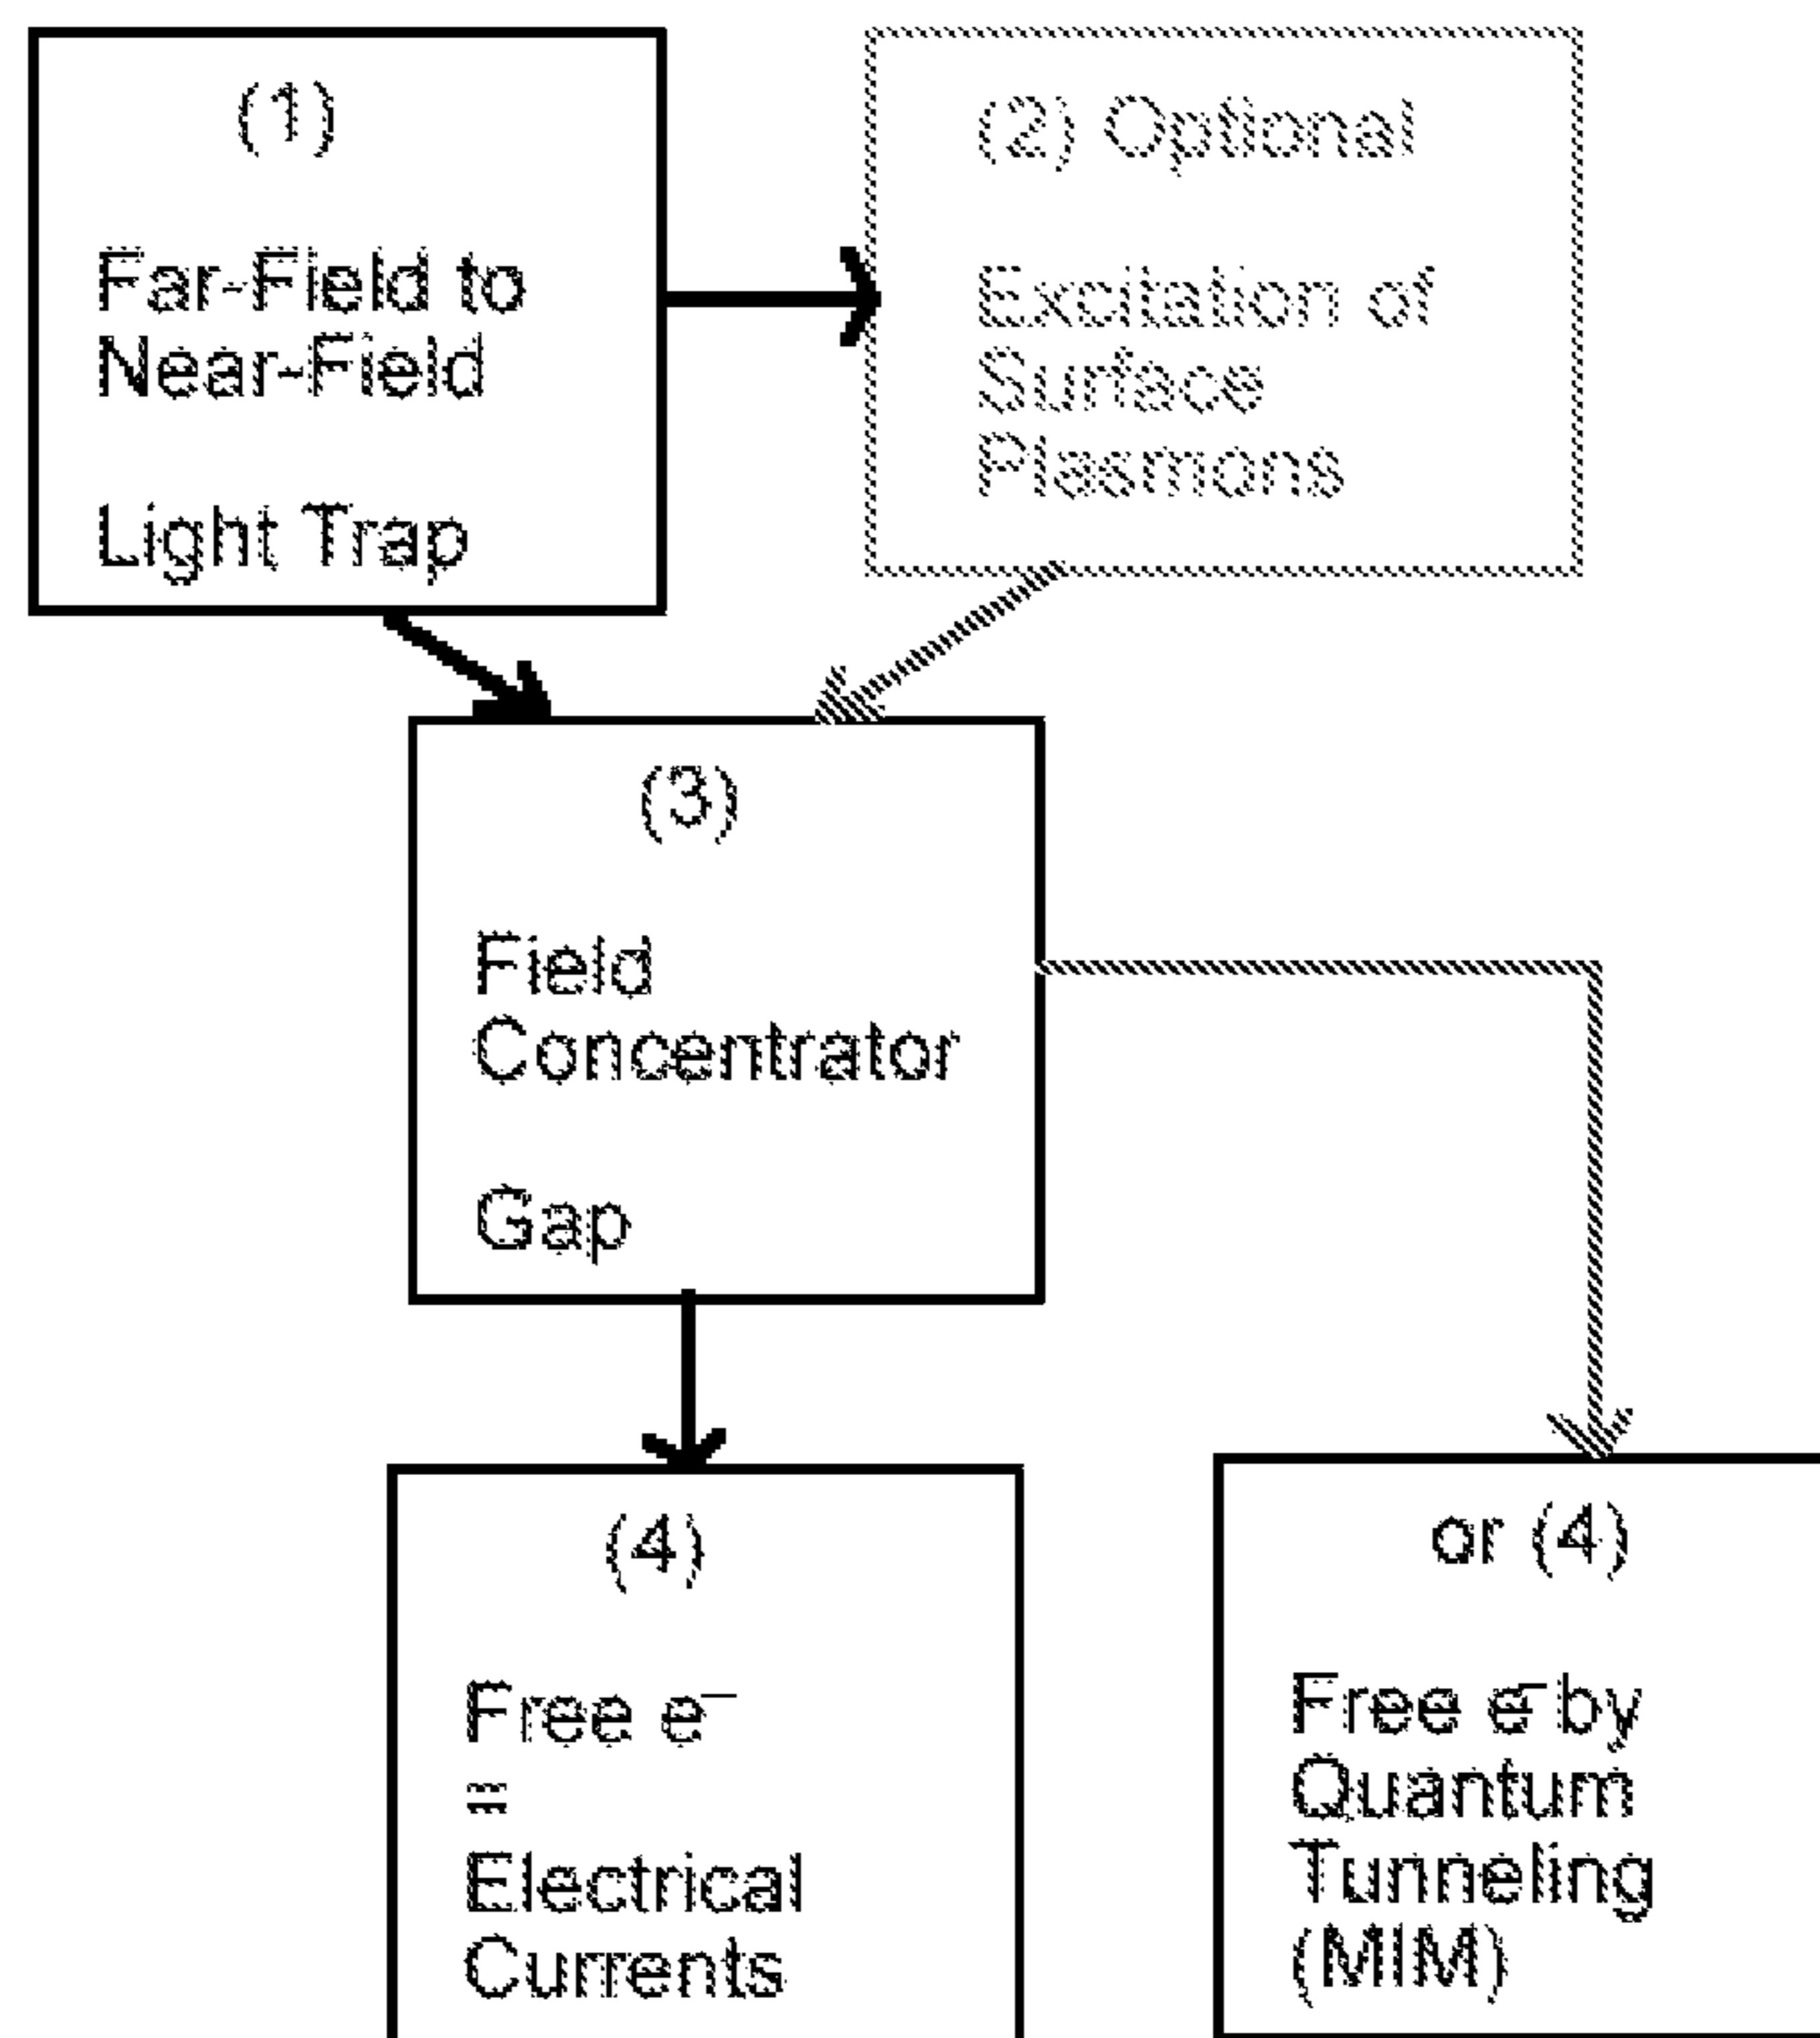 (1)
Far-Field to
Near-Field
Light Trap
(2) Optional
Excitation of
Surface
Plasmons
(3)
Field
Concentrator
Gap
(4)
Free e⁻
=
Electrical
Currents
or (4)
Free e⁻ by
Quantum
Tunneling
(MIM)